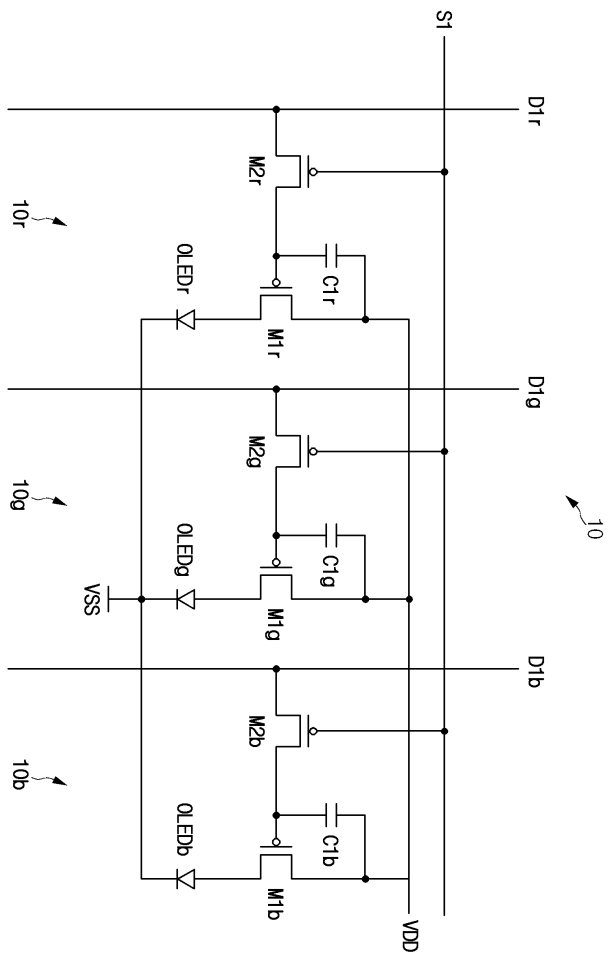 10
S1
D1r
D1g
D1b
M2r
C1r
M1r
OLEDr
10r
M2g
C1g
M1g
OLEDg
10g
M2b
C1b
M1b
OLEDb
10b
VDD
VSS